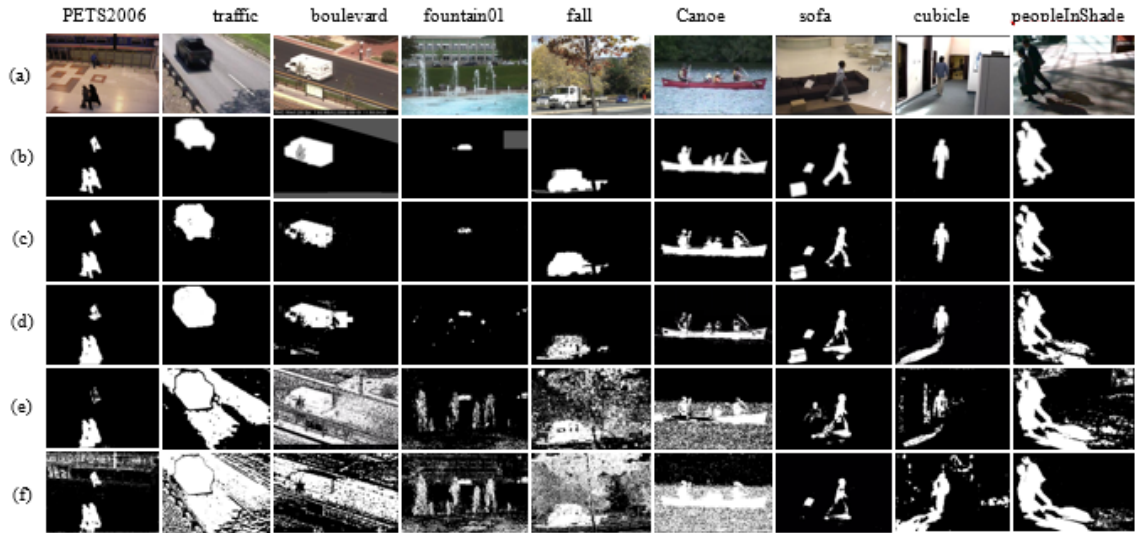 PETS2006 traffic boulevard fountain01 fall Canoe sofa cubicle peopleInShade
(a)
(b)
(c)
(d)
(e)
(f)